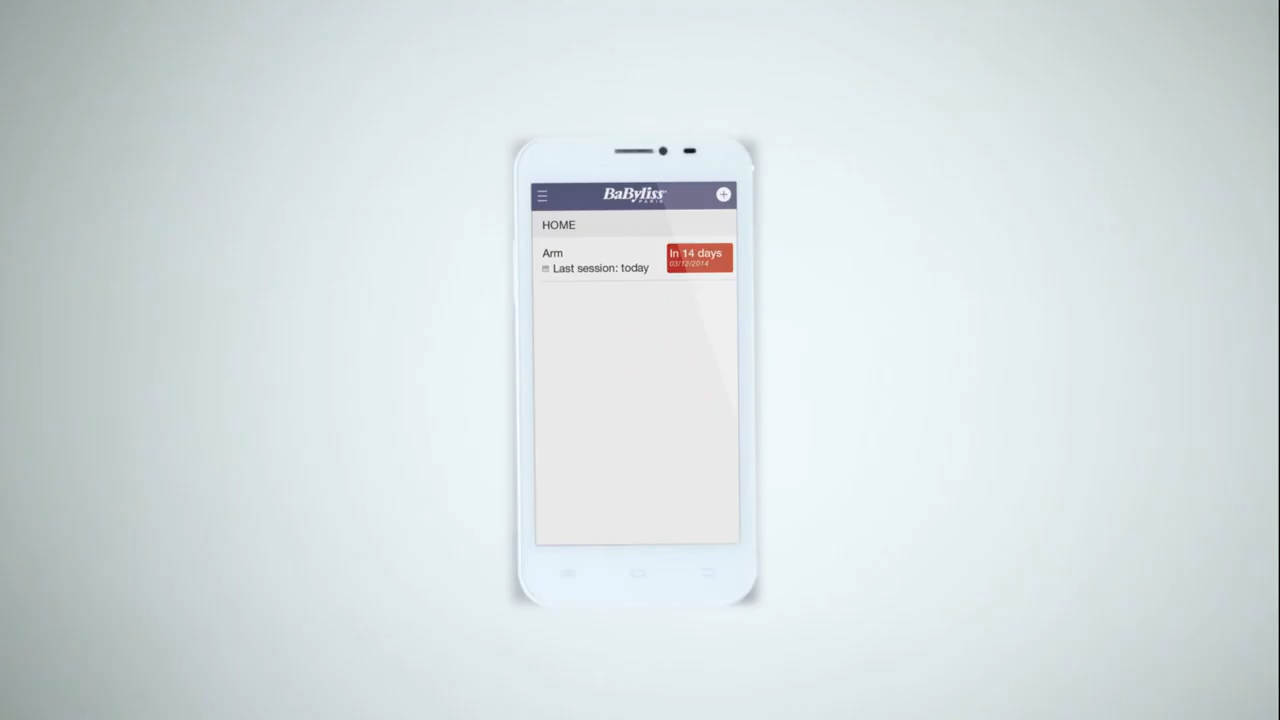 BaByliss
PARIS
HOME
Arm
In 14 days
03/12/2014
Last session: today